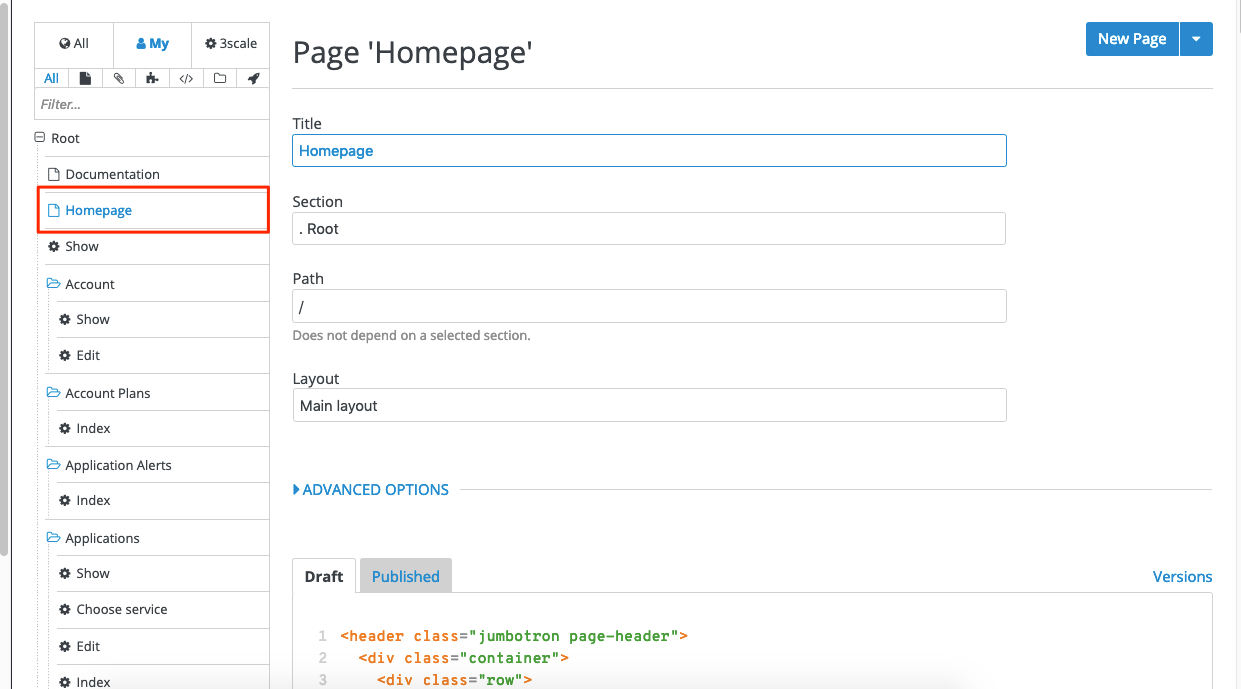 All
My
3scale
All
Filter...
Root
Documentation
Homepage
Show
Account
Show
Edit
Account Plans
Index
Application Alerts
Index
Applications
Show
Choose service
Edit
Index
Page 'Homepage'
New Page
Title
Homepage
Section
. Root
Path
/
Does not depend on a selected section.
Layout
Main layout
ADVANCED OPTIONS
Draft
Published
Versions
1 <header class="jumbotron page-header">
2 <div class="container">
3 <div class="row">